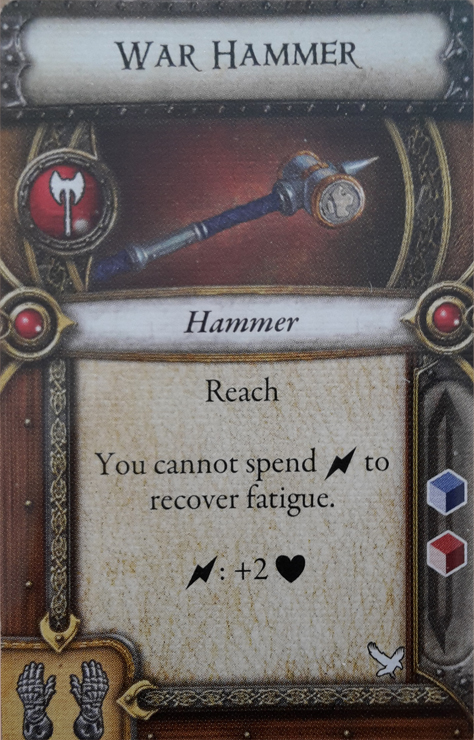 WAR HAMMER
Hammer
Reach
You cannot spend to
recover fatigue.
: +2